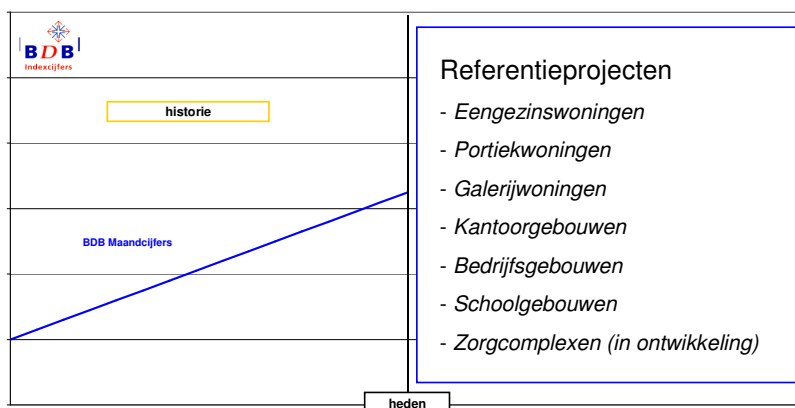 BDB
Indexcijfers
historie
BDB Maandcijfers
heden
Referentieprojecten
- Eengezinswoningen
- Portiekwoningen
- Galerijwoningen
- Kantoorgebouwen
- Bedrijfsgebouwen
- Schoolgebouwen
- Zorgcomplexen (in ontwikkeling)